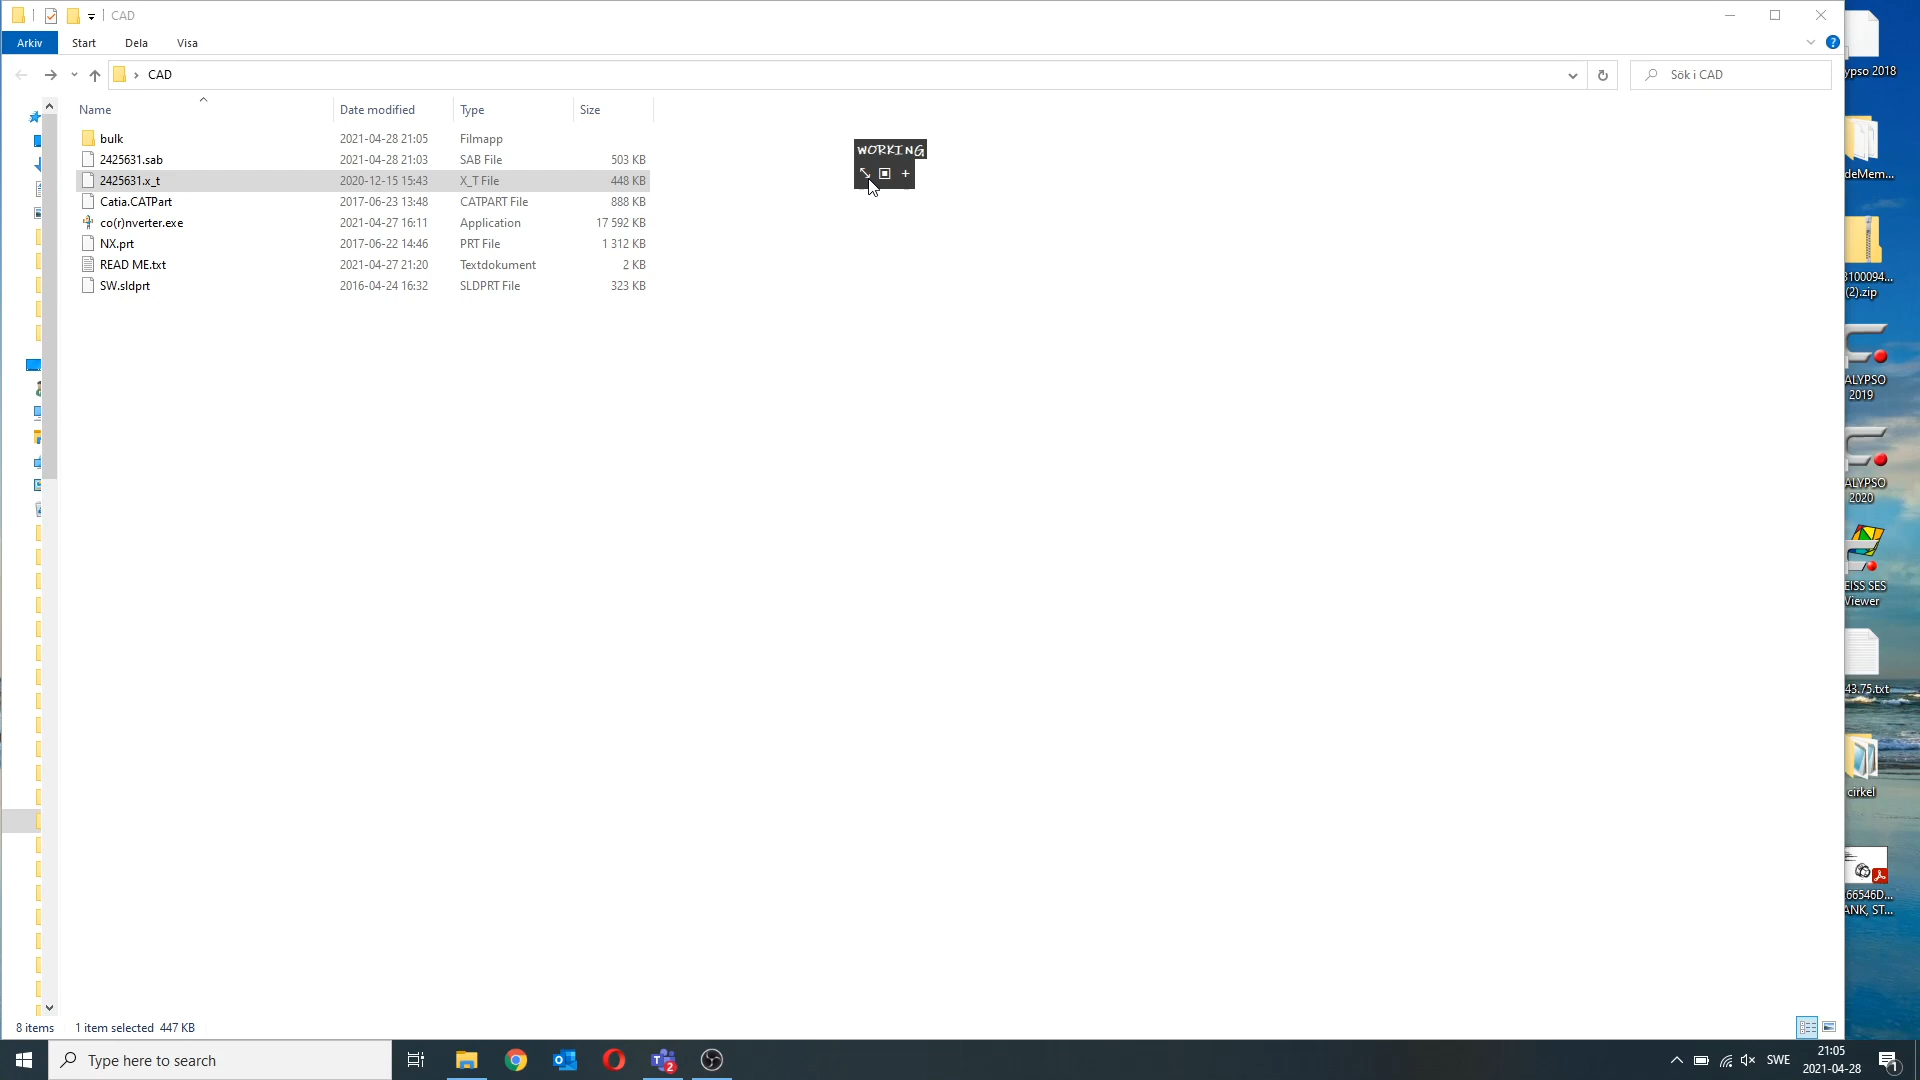 CAD
Arkiv Start Dela Visa
CAD
Sök i CAD
Name Date modified Type Size
bulk 2021-04-28 21:05 Filmapp
2425631.sab 2021-04-28 21:03 SAB File 503 KB
2425631.x_t 2020-12-15 15:43 X_T File 448 KB
Catia.CATPart 2017-06-23 13:48 CATPART File 888 KB
co(r)nverter.exe 2021-04-27 16:11 Application 17 592 KB
NX.prt 2017-06-22 14:46 PRT File 1 312 KB
READ ME.txt 2021-04-27 21:20 Textdokument 2 KB
SW.sldprt 2016-04-24 16:32 SLDPRT File 323 KB
WORKING
ypso 2018
deMem...
3100094...
(2).zip
ALYPSO
2019
ALYPSO
2020
EISS SES
Viewer
43.75.txt
cirkel
66546D...
ANK, ST...
8 items 1 item selected 447 KB
Type here to search
2
SWE
21:05
2021-04-28
1